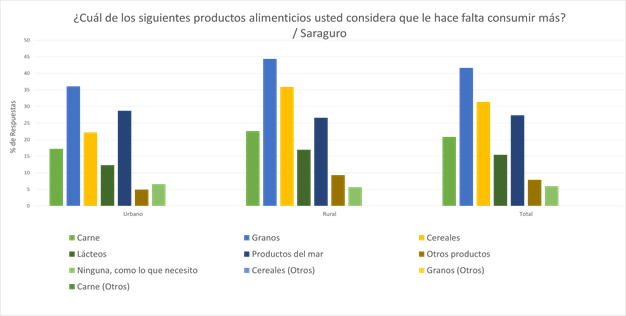 ¿Cuál de los siguientes productos alimenticios usted considera que le hace falta consumir más?
/ Saraguro
% de Respuestas
50
45
40
35
30
25
20
15
10
5
0
Urbano Rural Total
Carne Granos Cereales
Lácteos Productos del mar Otros productos
Ninguna, como lo que necesito Cereales (Otros) Granos (Otros)
Carne (Otros)